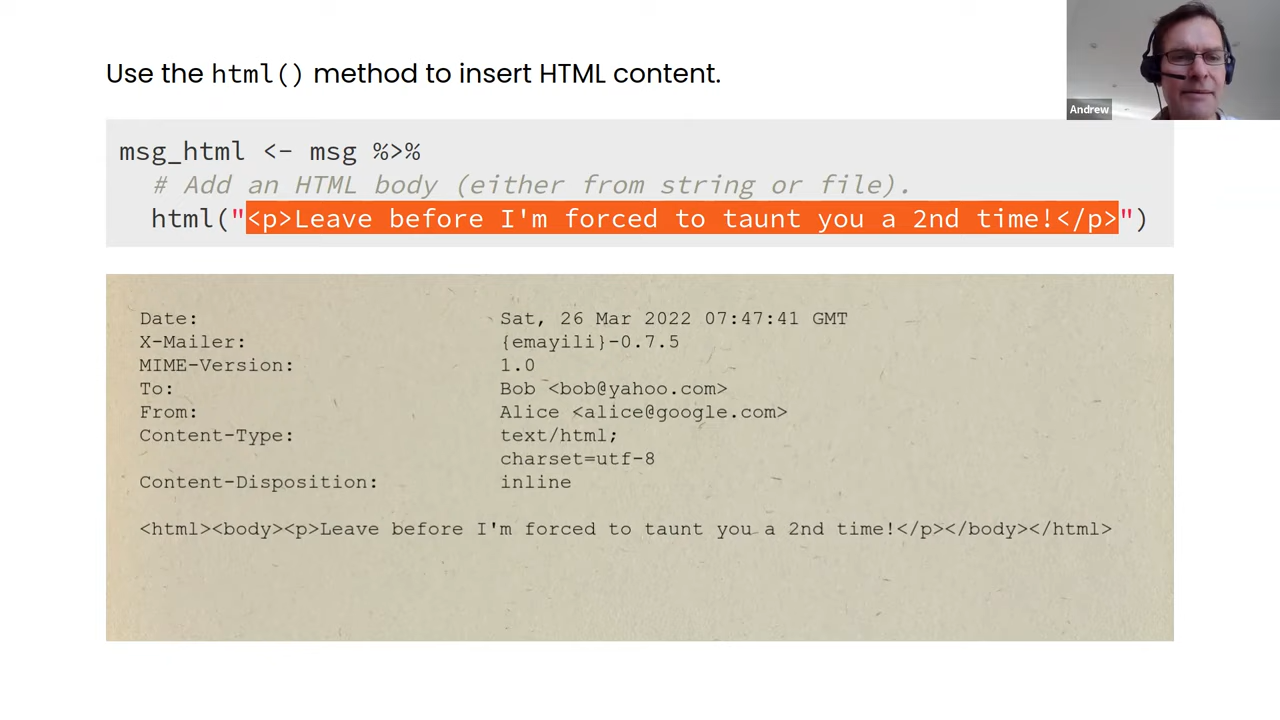 Use the html() method to insert HTML content.
Andrew
msg_html <- msg %>%
# Add an HTML body (either from string or file).
html("<p>Leave before I'm forced to taunt you a 2nd time!</p>")
Date: Sat, 26 Mar 2022 07:47:41 GMT
X-Mailer: {emayili}-0.7.5
MIME-Version: 1.0
To: Bob <bob@yahoo.com>
From: Alice <alice@google.com>
Content-Type: text/html;
charset=utf-8
Content-Disposition: inline
<html><body><p>Leave before I'm forced to taunt you a 2nd time!</p></body></html>